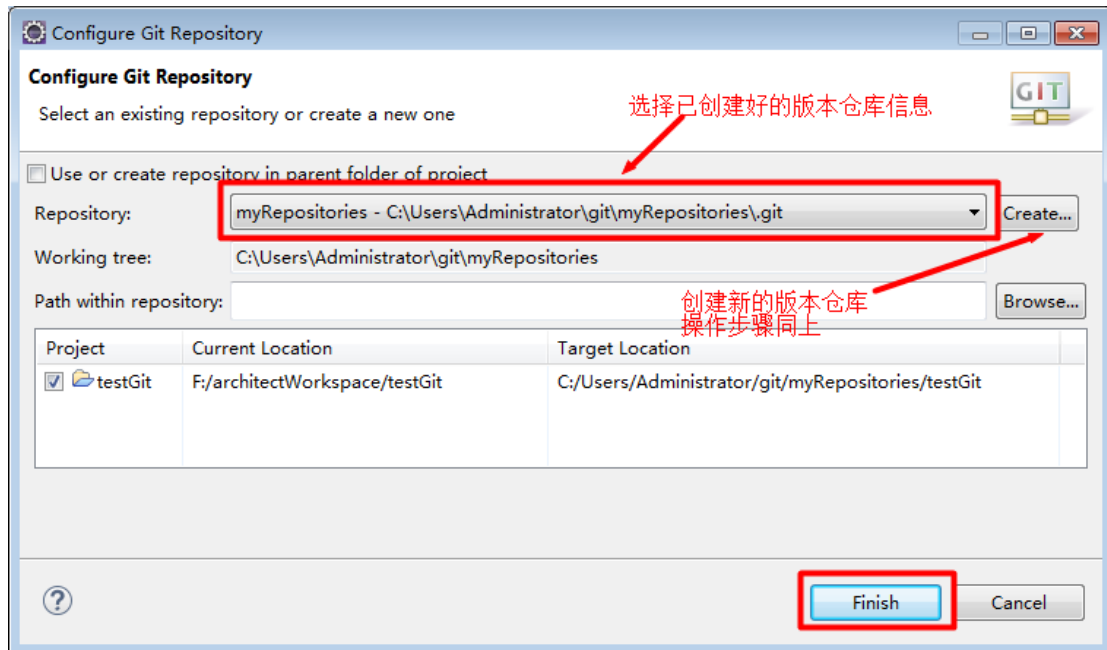 Configure Git Repository
Configure Git Repository
Select an existing repository or create a new one
选择已创建好的版本仓库信息
GIT
Use or create repository in parent folder of project
Repository: myRepositories - C:\Users\Administrator\git\myRepositories\.git Create...
Working tree: C:\Users\Administrator\git\myRepositories
Path within repository: Browse...
创建新的版本仓库
操作步骤同上
Project Current Location Target Location
testGit F:/architectWorkspace/testGit C:/Users/Administrator/git/myRepositories/testGit
? Finish Cancel